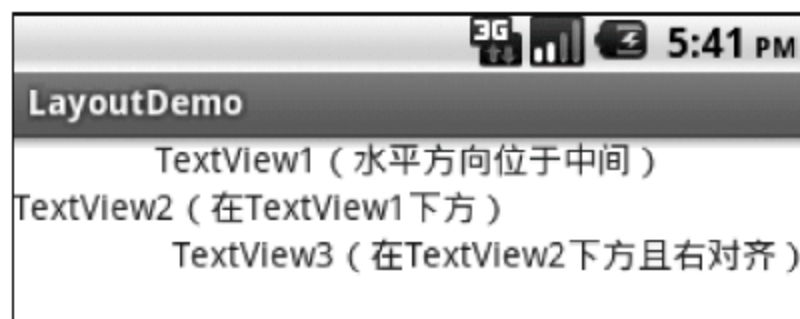 3G 5:41 PM
LayoutDemo
TextView1（水平方向位于中间）
TextView2（在TextView1下方）
TextView3（在TextView2下方且右对齐）